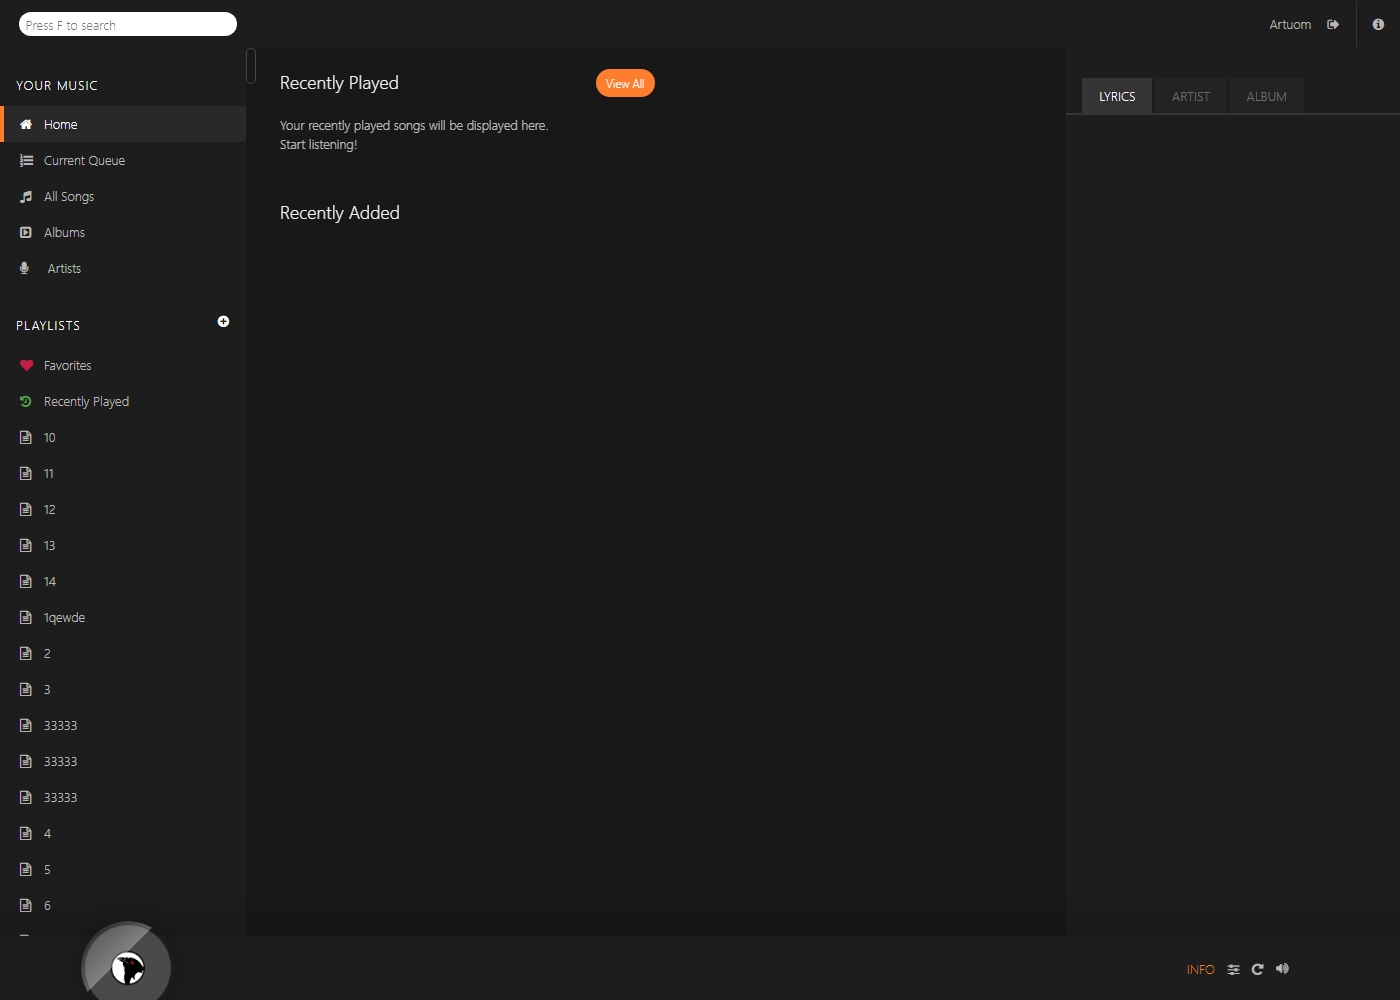 Press F to search
Artuom
YOUR MUSIC
Home
Current Queue
All Songs
Albums
Artists
PLAYLISTS
Favorites
Recently Played
10
11
12
13
14
1qewde
2
3
33333
33333
33333
4
5
6
Recently Played
View All
Your recently played songs will be displayed here.
Start listening!
Recently Added
LYRICS
ARTIST
ALBUM
INFO